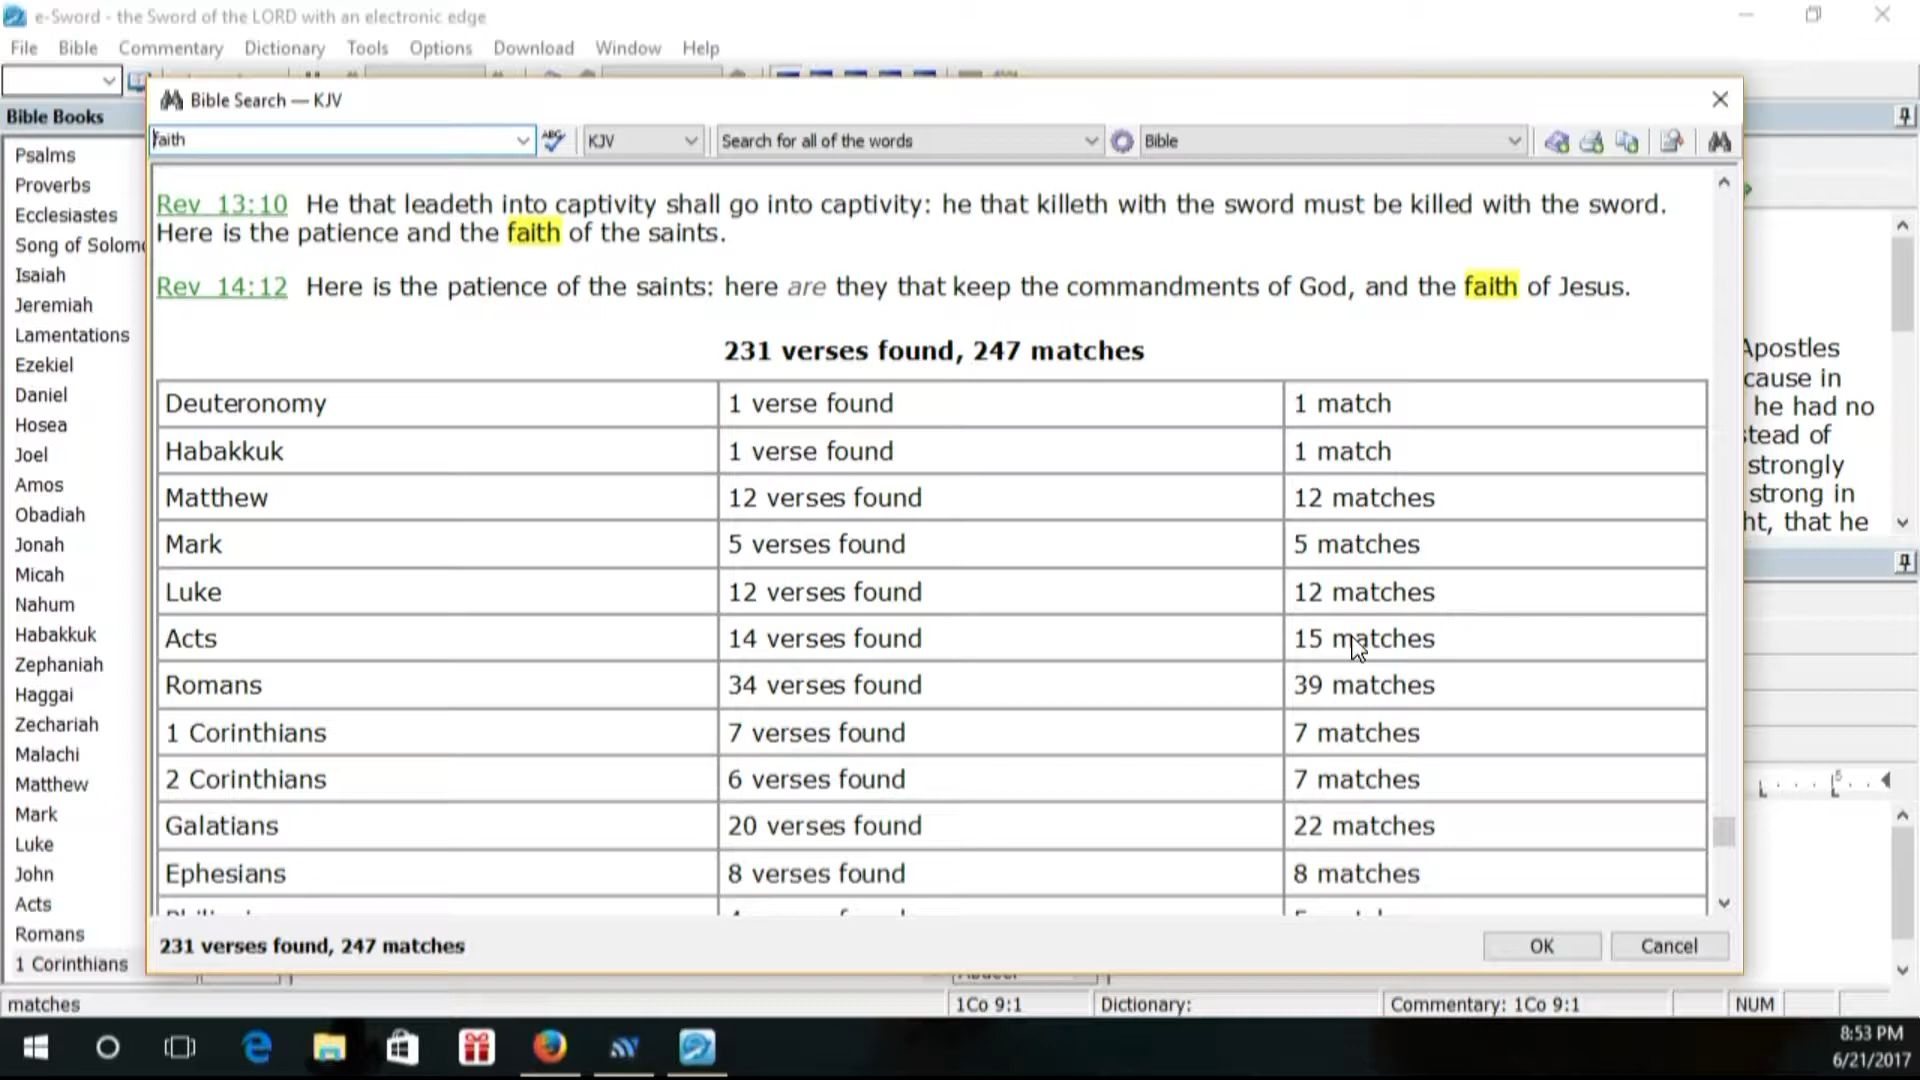 e-Sword - the Sword of the LORD with an electronic edge
File Bible Commentary Dictionary Tools Options Download Window Help
Bible Books
Bible Search — KJV
faith KJV Search for all of the words Bible
Psalms
Proverbs
Ecclesiastes
Song of Solom
Isaiah
Jeremiah
Lamentations
Ezekiel
Daniel
Hosea
Joel
Amos
Obadiah
Jonah
Micah
Nahum
Habakkuk
Zephaniah
Haggai
Zechariah
Malachi
Matthew
Mark
Luke
John
Acts
Romans
1 Corinthians
Rev 13:10 He that leadeth into captivity shall go into captivity: he that killeth with the sword must be killed with the sword.
Here is the patience and the faith of the saints.
Rev 14:12 Here is the patience of the saints: here are they that keep the commandments of God, and the faith of Jesus.
231 verses found, 247 matches
Deuteronomy 1 verse found 1 match
Habakkuk 1 verse found 1 match
Matthew 12 verses found 12 matches
Mark 5 verses found 5 matches
Luke 12 verses found 12 matches
Acts 14 verses found 15 matches
Romans 34 verses found 39 matches
1 Corinthians 7 verses found 7 matches
2 Corinthians 6 verses found 7 matches
Galatians 20 verses found 22 matches
Ephesians 8 verses found 8 matches
231 verses found, 247 matches
OK Cancel
Apostles
cause in
he had no
stead of
strongly
strong in
ht, that he
5
matches 1Co 9:1 Dictionary: Commentary: 1Co 9:1 NUM
8:53 PM
6/21/2017